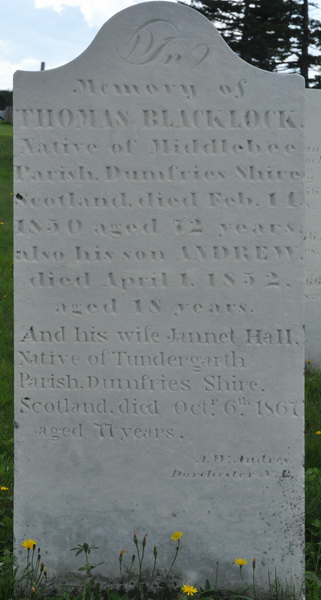 In
Memory of
THOMAS BLACKLOCK.
Native of Middlebee
Parish, Dumfries Shire
Scotland, died Feb. 14
1850 aged 72 years.
also his son ANDREW.
died April 1. 1852.
aged 18 years.
And his wife Jannet Hall.
Native of Tundergarth
Parish, Dumfries Shire.
Scotland, died Octr. 6th 1867
aged 77 years.
A.W. Andres
Dorchester N.B.